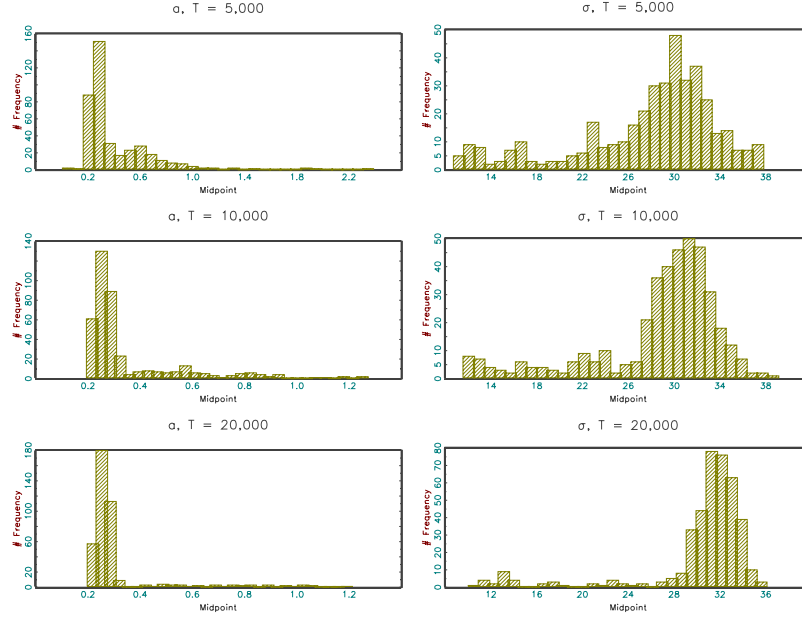 α, T = 5,000
# Frequency
0 20 40 60 80 100 120 140 160
0.2 0.6 1.0 1.4 1.8 2.2
Midpoint
σ, T = 5,000
# Frequency
0 5 10 20 30 40 50
14 18 22 26 30 34 38
Midpoint
α, T = 10,000
# Frequency
0 20 40 60 80 100 140
0.2 0.4 0.6 0.8 1.0 1.2
Midpoint
σ, T = 10,000
# Frequency
0 5 10 20 30 40 50
14 18 22 26 30 34 38
Midpoint
α, T = 20,000
# Frequency
0 20 60 100 140 180
0.2 0.4 0.6 0.8 1.0 1.2
Midpoint
σ, T = 20,000
# Frequency
0 10 20 30 40 50 60 70 80
12 16 20 24 28 32 36
Midpoint